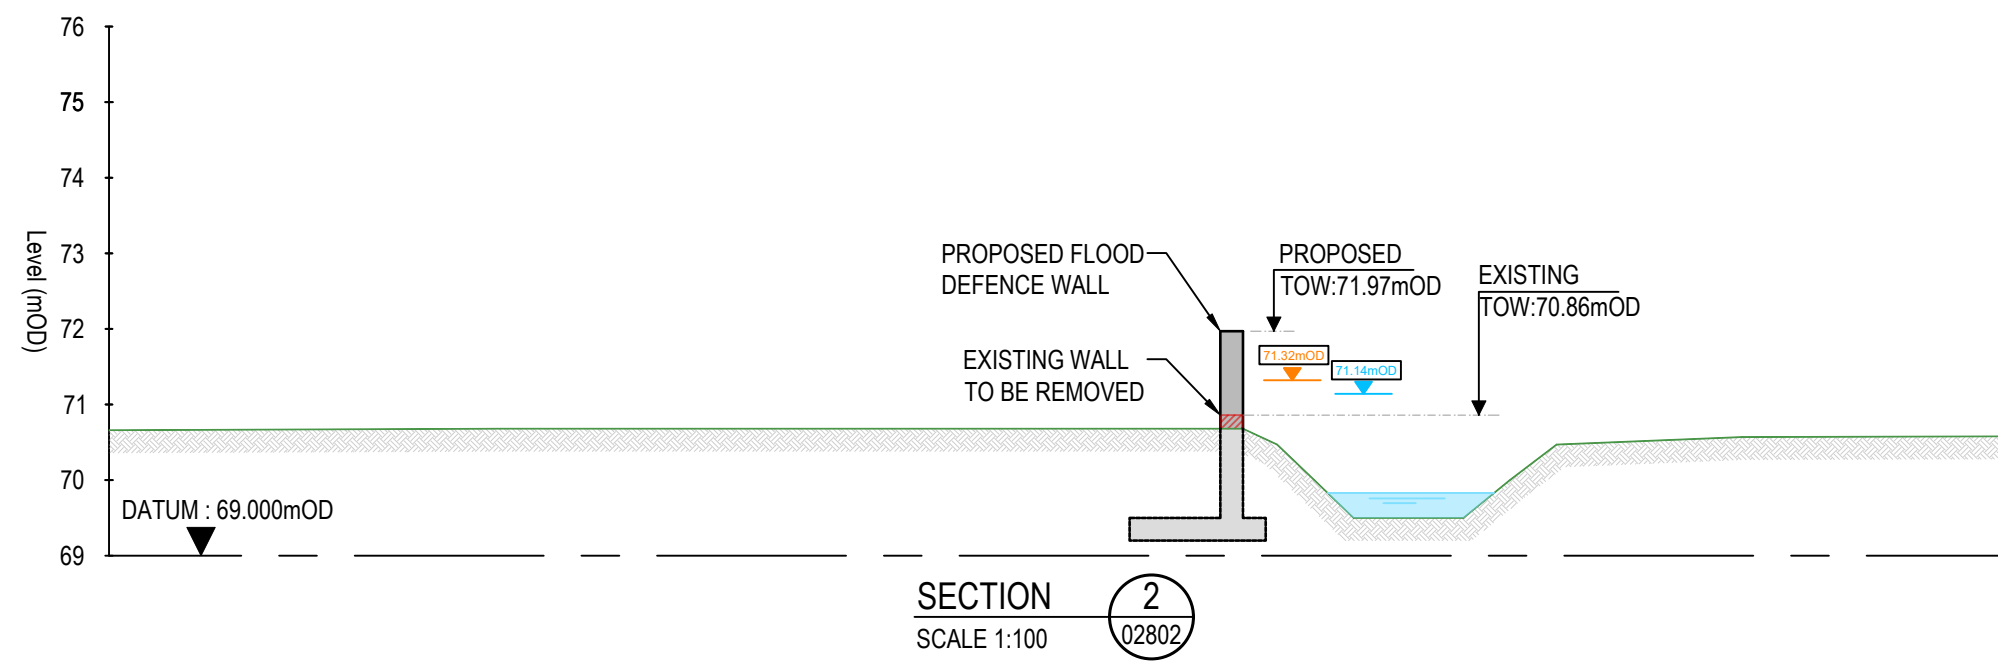 76
75
74
73
72
71
70
69
Level (mOD)
DATUM : 69.000mOD
PROPOSED FLOOD
DEFENCE WALL
EXISTING WALL
TO BE REMOVED
PROPOSED
TOW:71.97mOD
EXISTING
TOW:70.86mOD
71.32mOD
71.14mOD
SECTION
SCALE 1:100
2
02802